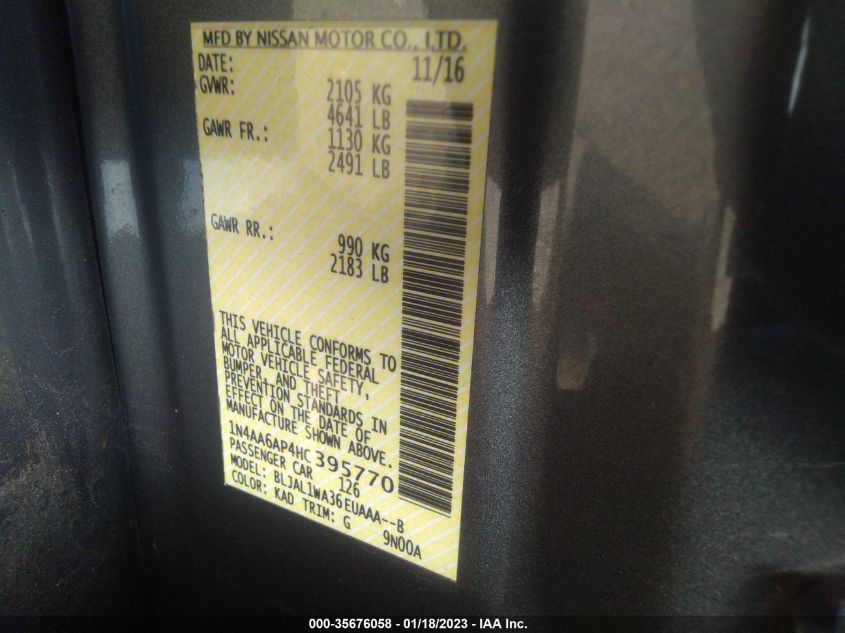 MFD BY NISSAN MOTOR CO., LTD.
DATE: 11/16
GVWR: 2105 KG
4641 LB
GAWR FR.: 1130 KG
2491 LB
GAWR RR.: 990 KG
2183 LB
THIS VEHICLE CONFORMS TO
ALL APPLICABLE FEDERAL
MOTOR VEHICLE SAFETY,
BUMPER, AND THEFT
PREVENTION STANDARDS IN
EFFECT ON THE DATE OF
MANUFACTURE SHOWN ABOVE.
1N4AA6AP4HC395770
PASSENGER CAR 126
MODEL: BLJAL1WA36EUAAA--B
COLOR: KAD TRIM: G 9N00A
000-35676058 - 01/18/2023 - IAA Inc.